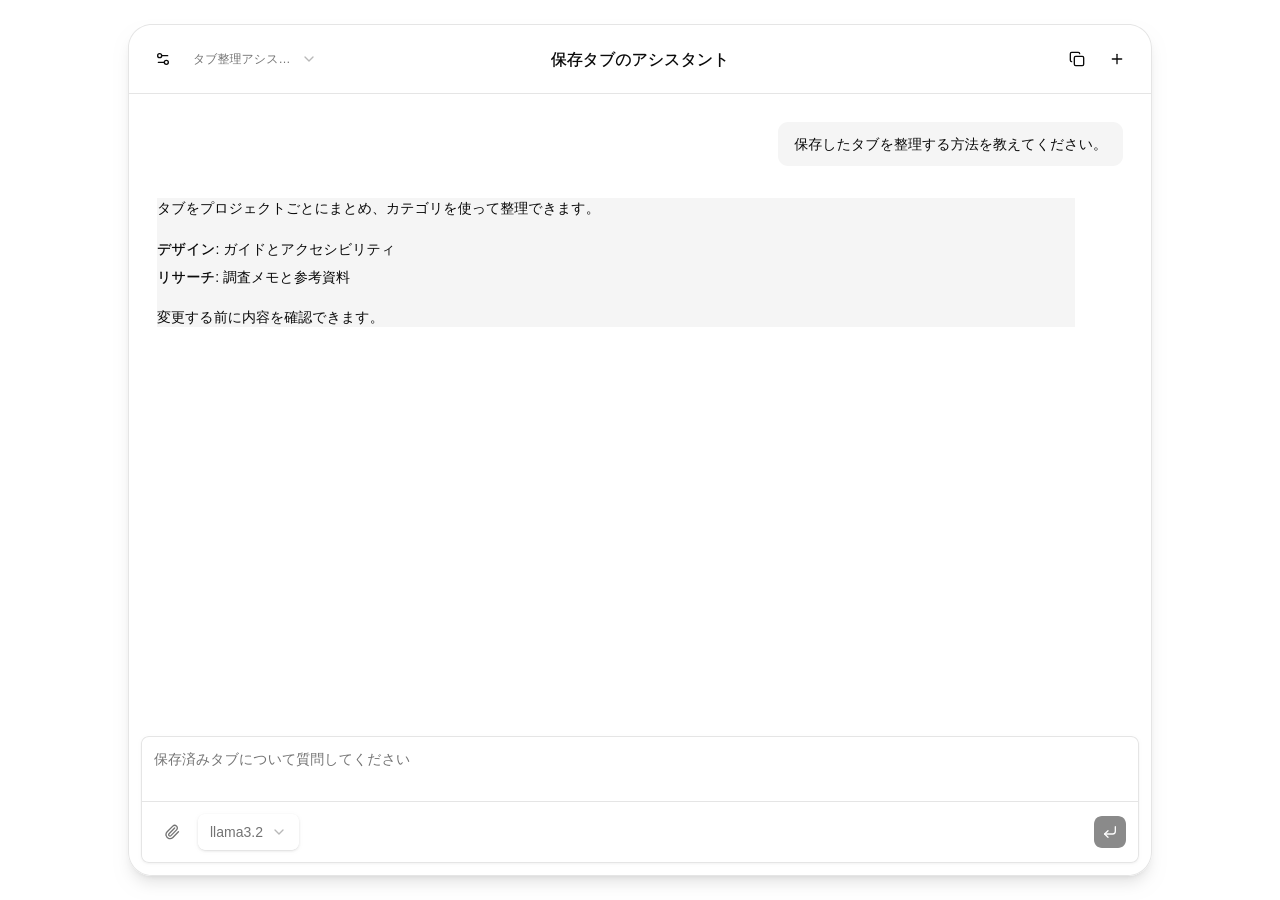 タブ整理アシス…
保存タブのアシスタント
保存したタブを整理する方法を教えてください。
タブをプロジェクトごとにまとめ、カテゴリを使って整理できます。
デザイン: ガイドとアクセシビリティ
リサーチ: 調査メモと参考資料
変更する前に内容を確認できます。
保存済みタブについて質問してください
llama3.2